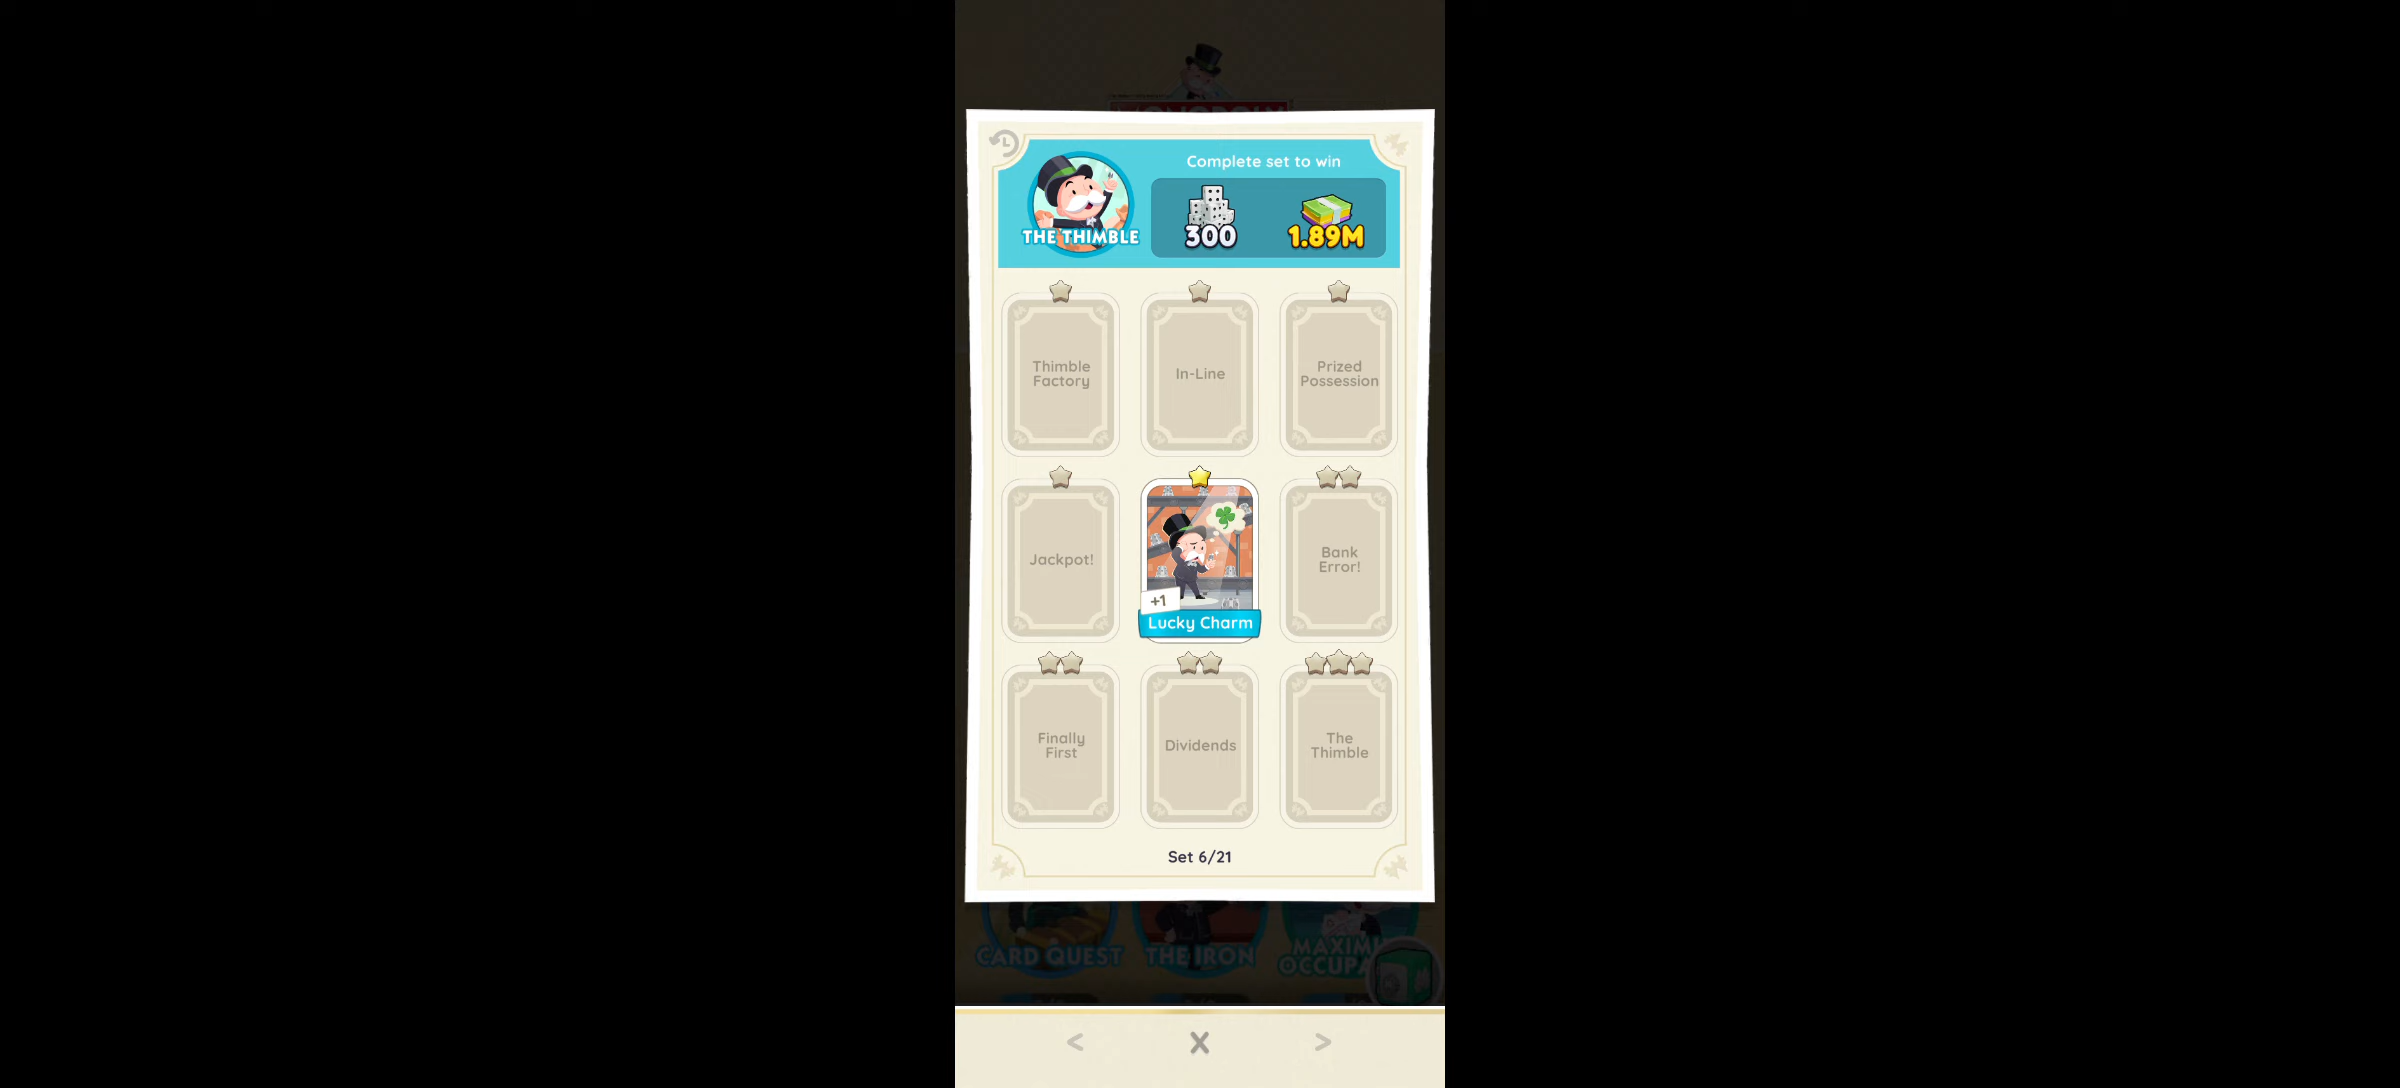 Complete set to win
THE THIMBLE
300
1.89M
Thimble
Factory
In-Line
Prized
Possession
Jackpot!
+1
Lucky Charm
Bank
Error!
Finally
First
Dividends
The
Thimble
Set 6/21
CARD QUEST
THE IRON